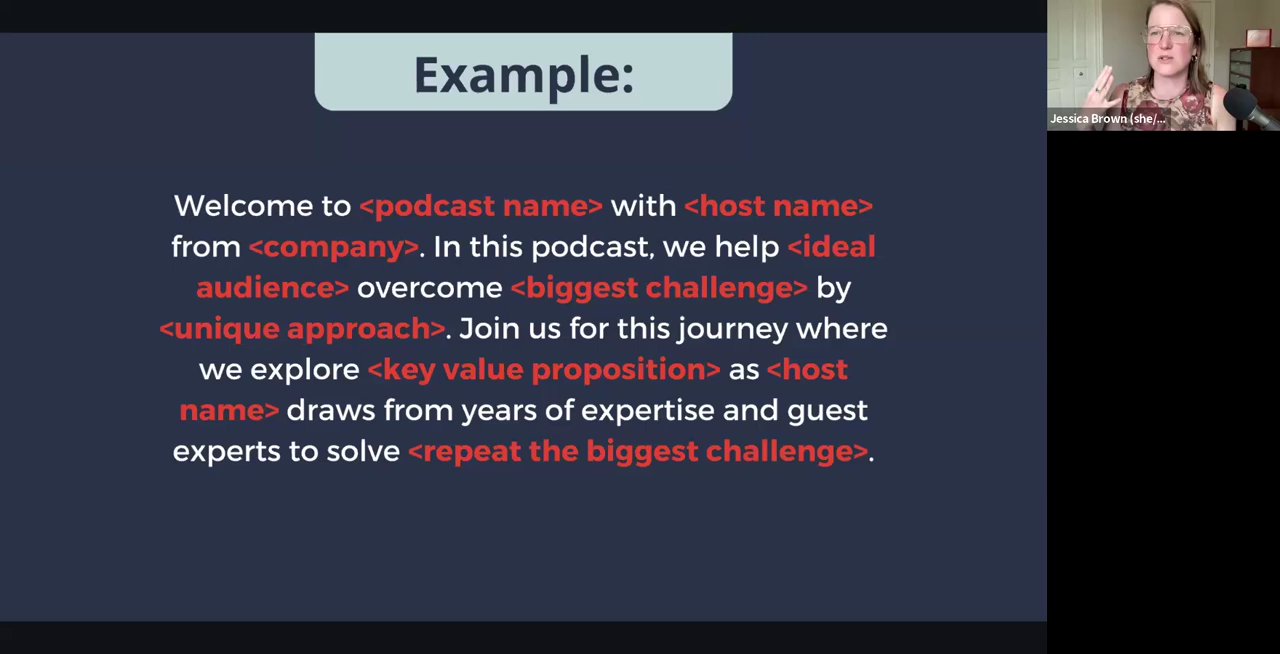 Example:
Welcome to <podcast name> with <host name>
from <company>. In this podcast, we help <ideal
audience> overcome <biggest challenge> by
<unique approach>. Join us for this journey where
we explore <key value proposition> as <host
name> draws from years of expertise and guest
experts to solve <repeat the biggest challenge>.
Jessica Brown (she/...